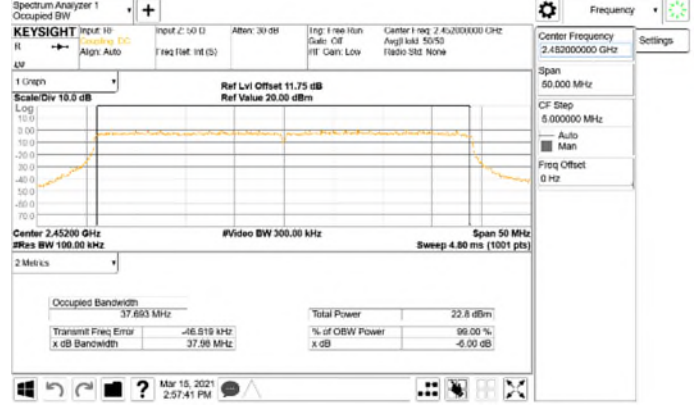 Spectrum Analyzer 1
Occupied BW
+
Frequency
KEYSIGHT Input: RF Input Z: 50 Ω Atten: 30 dB Trig: Free Run Center Freq: 2.452000000 GHz
R Coupling: DC Gate: Off Avg|Hold: 50/50
Align: Auto Freq Ref: Int (S) #IF Gain: Low Radio Std: None
Center Frequency
2.452000000 GHz
Settings
Span
50.000 MHz
CF Step
5.000000 MHz
Auto
Man
Freq Offset
0 Hz
1 Graph
Ref Lvl Offset 11.75 dB
Scale/Div 10.0 dB Ref Value 20.00 dBm
Log
10.0
0.00
-10.0
-20.0
-30.0
-40.0
-50.0
-60.0
-70.0
Center 2.45200 GHz #Video BW 300.00 kHz Span 50 MHz
#Res BW 100.00 kHz Sweep 4.80 ms (1001 pts)
2 Metrics
Occupied Bandwidth
37.693 MHz Total Power 22.8 dBm
Transmit Freq Error -46.919 kHz % of OBW Power 99.00 %
x dB Bandwidth 37.98 MHz x dB -6.00 dB
?
Mar 15, 2021
2:57:41 PM